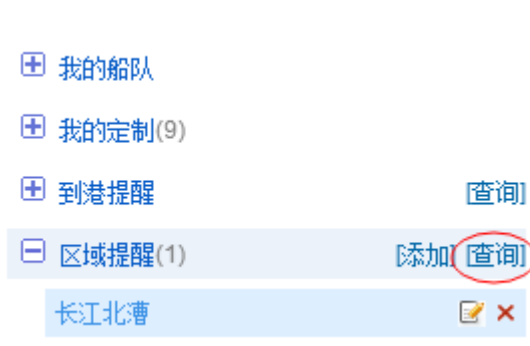 我的船队
我的定制(9)
到港提醒 [查询]
区域提醒(1) [添加] [查询]
长江北漕